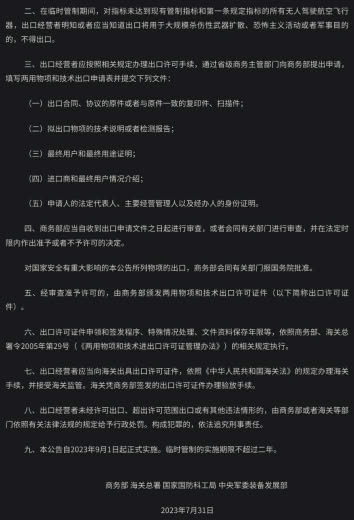 二、在临时管制期间，对指标未达到现有管制指标和第一条规定指标的所有无人驾驶航空飞行
器，出口经营者明知或者应当知道出口将用于大规模杀伤性武器扩散、恐怖主义活动或者军事目
的，不得出口。
三、出口经营者应按照相关规定办理出口许可手续，通过省级商务主管部门向商务部提出申请，
填写两用物项和技术出口申请表并提交下列文件：
（一）出口合同、协议的原件或者与原件一致的复印件、扫描件；
（二）拟出口物项的技术说明或者检测报告；
（三）最终用户和最终用途证明；
（四）进口商和最终用户情况介绍；
（五）申请人的法定代表人、主要经营管理人以及经办人的身份证明。
四、商务部应当自收到出口申请文件之日起进行审查，或者会同有关部门进行审查，并在法定时
限内作出准予或者不予许可的决定。
对国家安全有重大影响的本公告所列物项的出口，商务部会同有关部门报国务院批准。
五、经审查准予许可的，由商务部颁发两用物项和技术出口许可证件（以下简称出口许可证
件）。
六、出口许可证件申领和签发程序、特殊情况处理、文件资料保存年限等，依照商务部、海关总
署令2005年第29号（《两用物项和技术进出口许可证管理办法》）的相关规定执行。
七、出口经营者应当向海关出具出口许可证件，依照《中华人民共和国海关法》的规定办理海关
手续，并接受海关监管。海关凭商务部签发的出口许可证件办理验放手续。
八、出口经营者未经许可出口、超出许可范围出口或有其他违法情形的，由商务部或者海关等部
门依照有关法律法规的规定给予行政处罚。构成犯罪的，依法追究刑事责任。
九、本公告自2023年9月1日起正式实施。临时管制的实施期限不超过二年。
商务部 海关总署 国家国防科工局 中央军委装备发展部
2023年7月31日